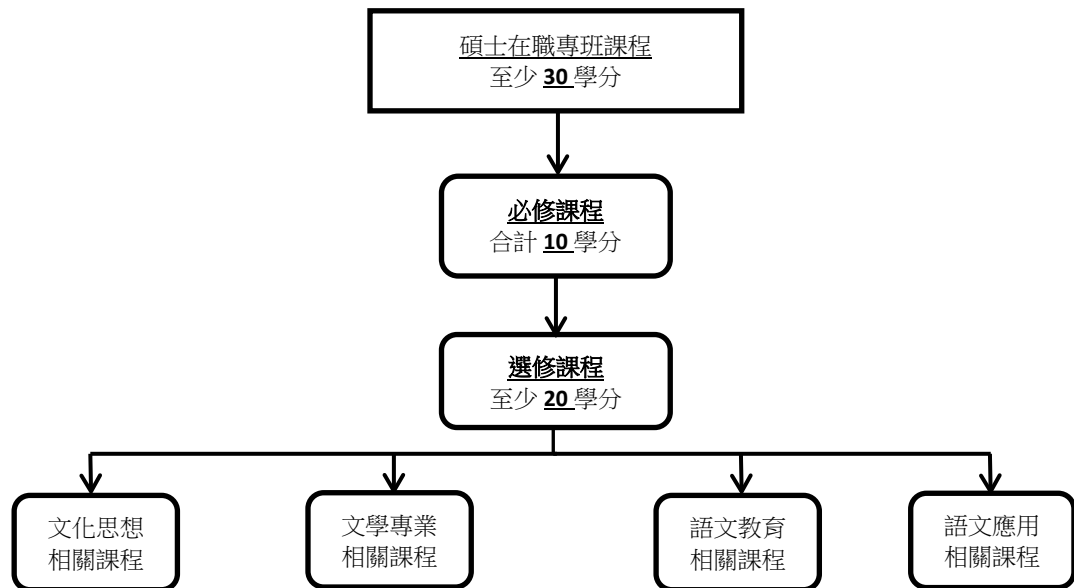 碩士在職專班課程
至少 30 學分
必修課程
合計 10 學分
選修課程
至少 20 學分
文化思想
相關課程
文學專業
相關課程
語文教育
相關課程
語文應用
相關課程